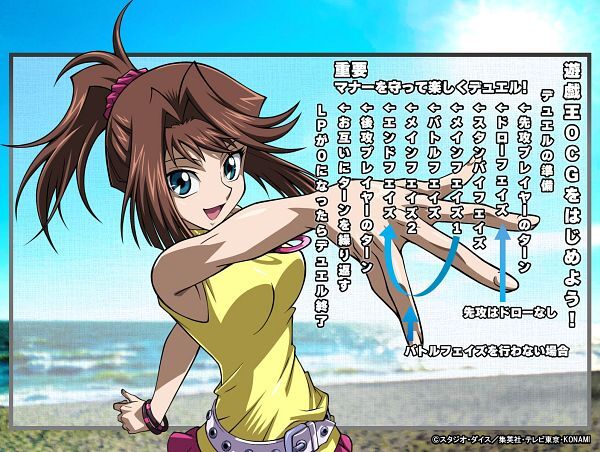 遊戯王OCGをはじめよう！
デュエルの準備
←先攻プレイヤーのターン
←ドローフェイズ
←スタンバイフェイズ
←メインフェイズ1
←バトルフェイズ
←メインフェイズ2
←エンドフェイズ
←後攻プレイヤーのターン
←お互いにターンを繰り返す
LPが0になったらデュエル終了
重要
マナーを守って楽しくデュエル！
先攻はドローなし
バトルフェイズを行わない場合
©スタジオ・ダイス／集英社・テレビ東京・KONAMI